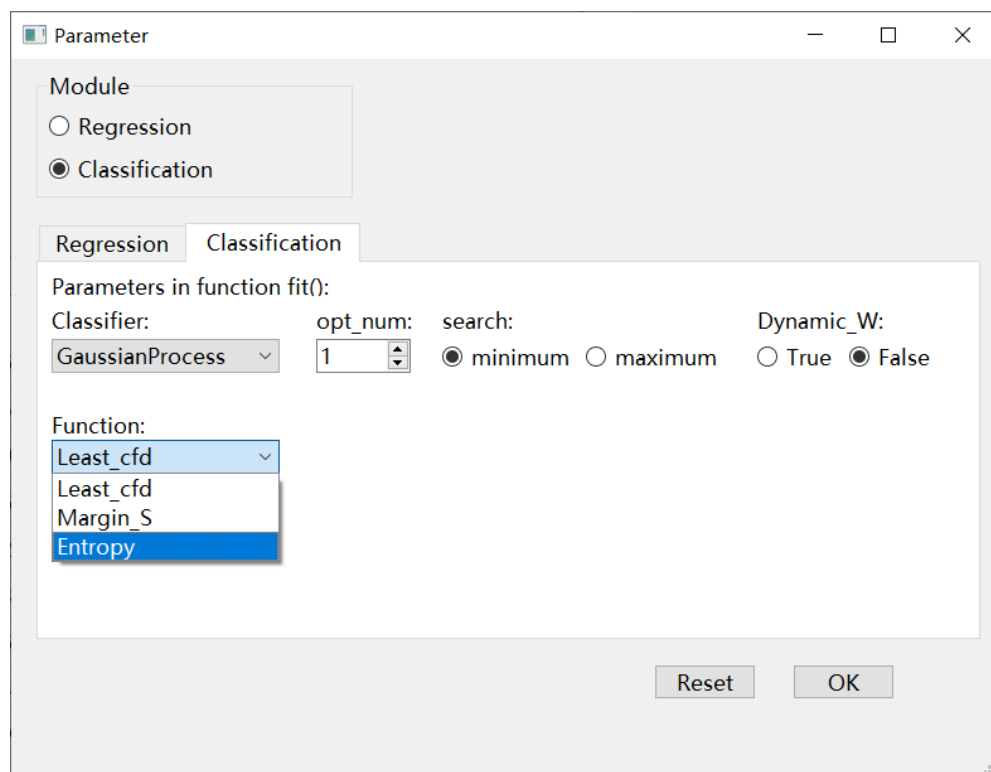 Parameter
Module
Regression
Classification
Regression Classification
Parameters in function fit():
Classifier: opt_num: search: Dynamic_W:
GaussianProcess 1 minimum maximum True False
Function:
Least_cfd
Least_cfd
Margin_S
Entropy
Reset OK